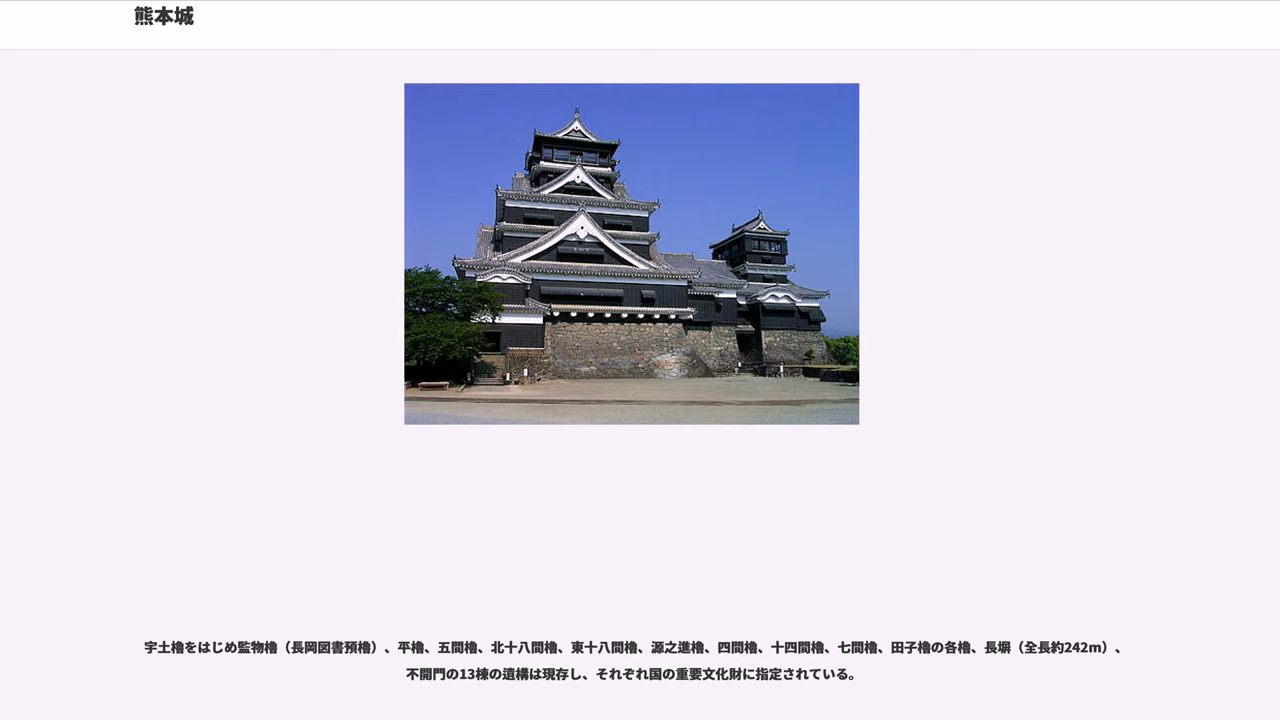 熊本城
宇土櫓をはじめ監物櫓（長岡図書預櫓）、平櫓、五間櫓、北十八間櫓、東十八間櫓、源之進櫓、四間櫓、十四間櫓、七間櫓、田子櫓の各櫓、長塀（全長約242m）、
不開門の13棟の遺構は現存し、それぞれ国の重要文化財に指定されている。